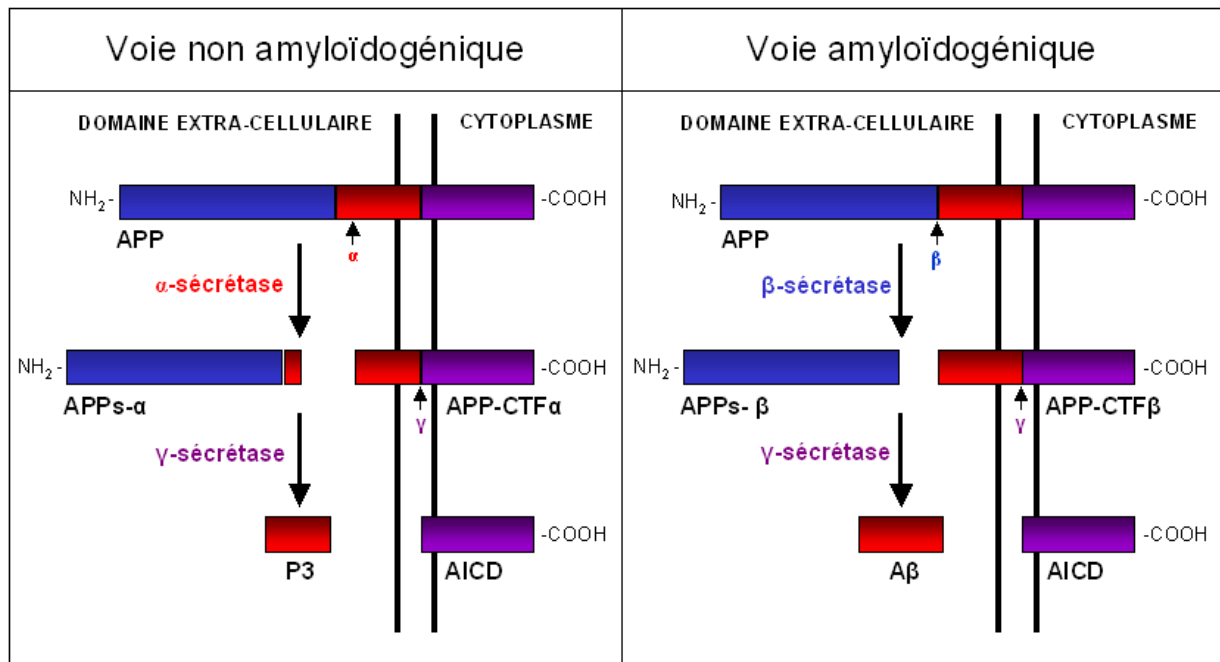 Voie non amyloïdogénique
DOMAINE EXTRA-CELLULAIRE CYTOPLASME
NH2- -COOH
APP
α
α-sécrétase
NH2- -COOH
APPs-α APP-CTFα
γ
γ-sécrétase
-COOH
P3 AICD
Voie amyloïdogénique
DOMAINE EXTRA-CELLULAIRE CYTOPLASME
NH2- -COOH
APP
β
β-sécrétase
NH2- -COOH
APPs- β APP-CTFβ
γ
γ-sécrétase
-COOH
Aβ AICD